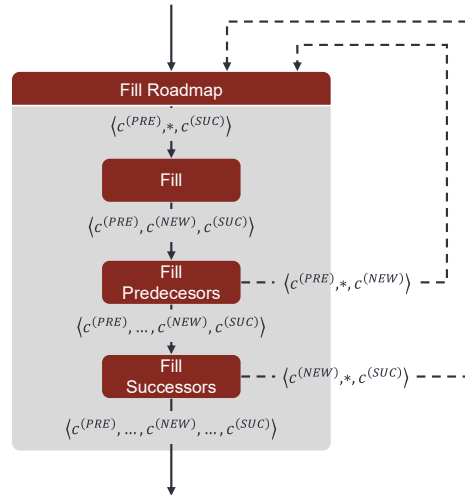 Fill Roadmap
⟨c^(PRE),*, c^(SUC)⟩
Fill
⟨c^(PRE), c^(NEW), c^(SUC)⟩
Fill
Predecesors
⟨c^(PRE),*, c^(NEW)⟩
⟨c^(PRE), ..., c^(NEW), c^(SUC)⟩
Fill
Successors
⟨c^(NEW),*, c^(SUC)⟩
⟨c^(PRE), ..., c^(NEW), ..., c^(SUC)⟩